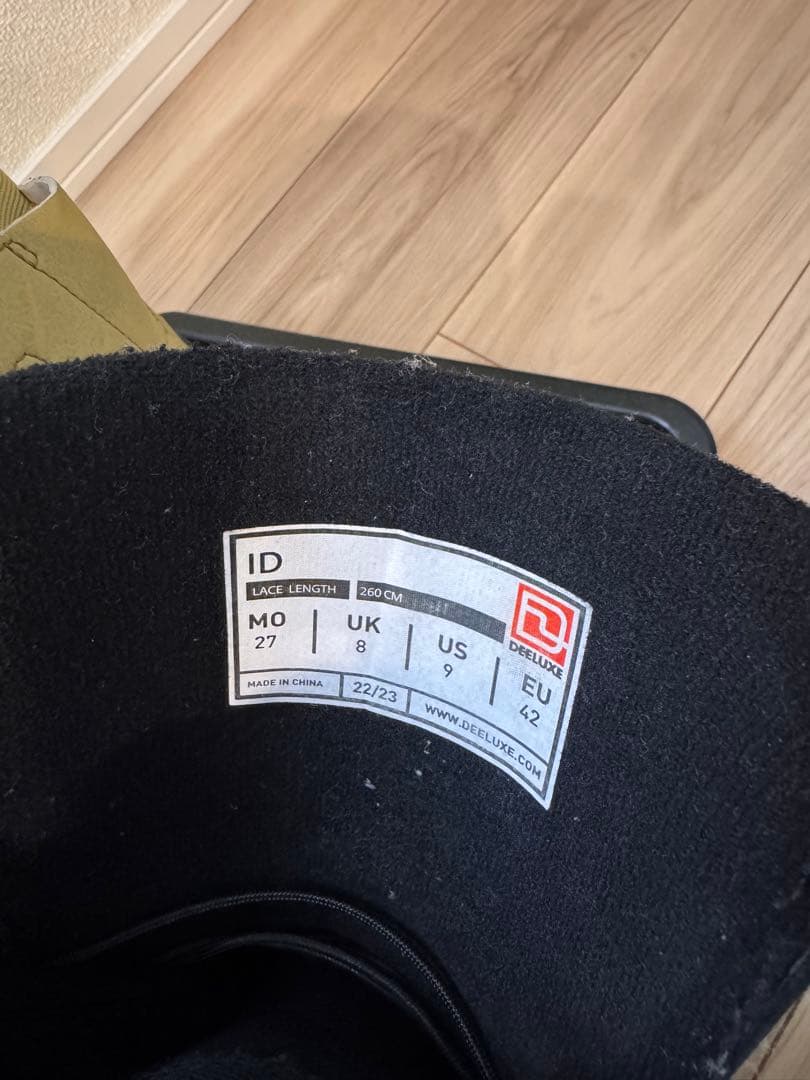 ID
LACE LENGTH 260 CM
MO UK US EU
27 8 9 42
DEELUXE
MADE IN CHINA 22/23 WWW.DEELUXE.COM